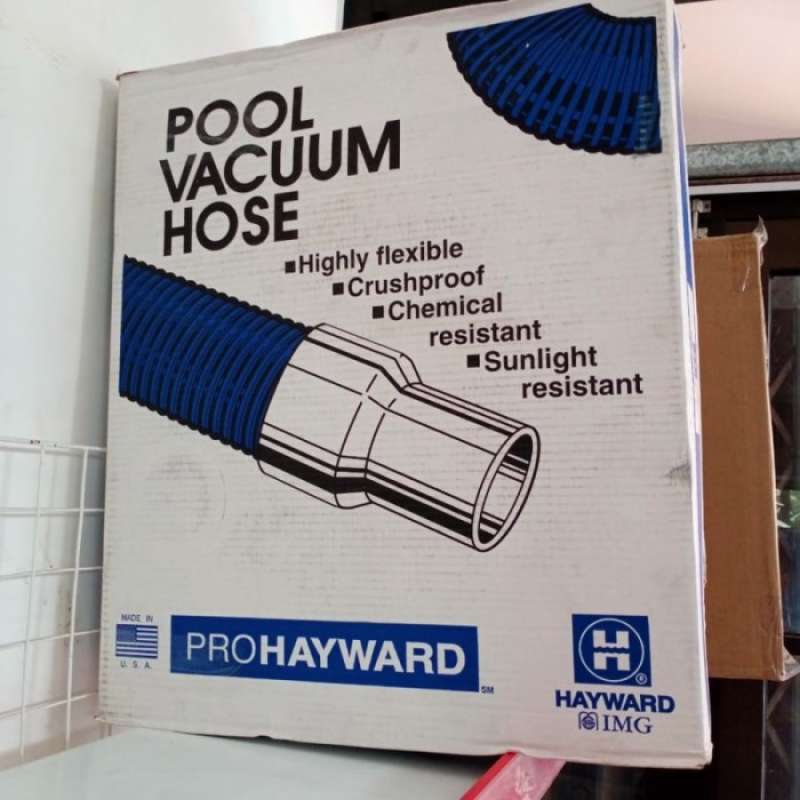 POOL
VACUUM
HOSE
▪Highly flexible
▪Crushproof
▪Chemical
resistant
▪Sunlight
resistant
MADE IN
U.S.A.
PROHAYWARD
SM
H
®
HAYWARD
IMG